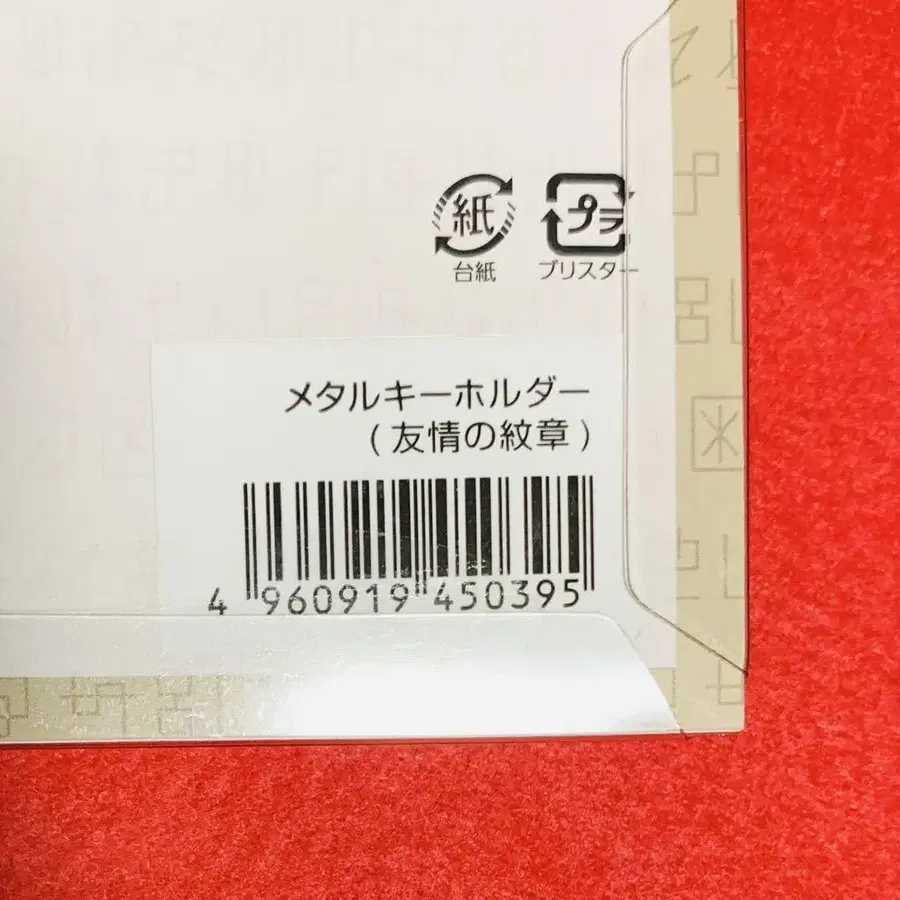 紙 プラ
台紙 ブリスター
メタルキーホルダー
(友情の紋章)
4 960919 450395